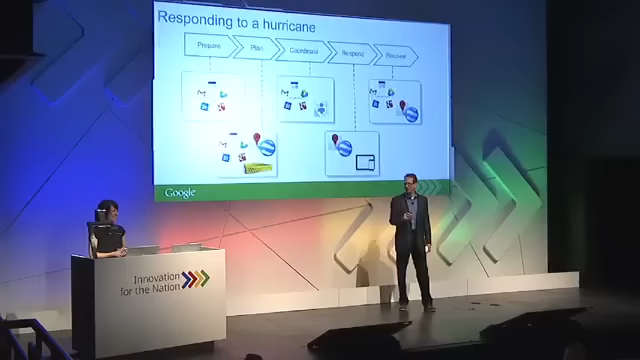 Responding to a hurricane
Prepare
Plan
Coordinate
Respond
Recover
Google
Innovation
for the Nation